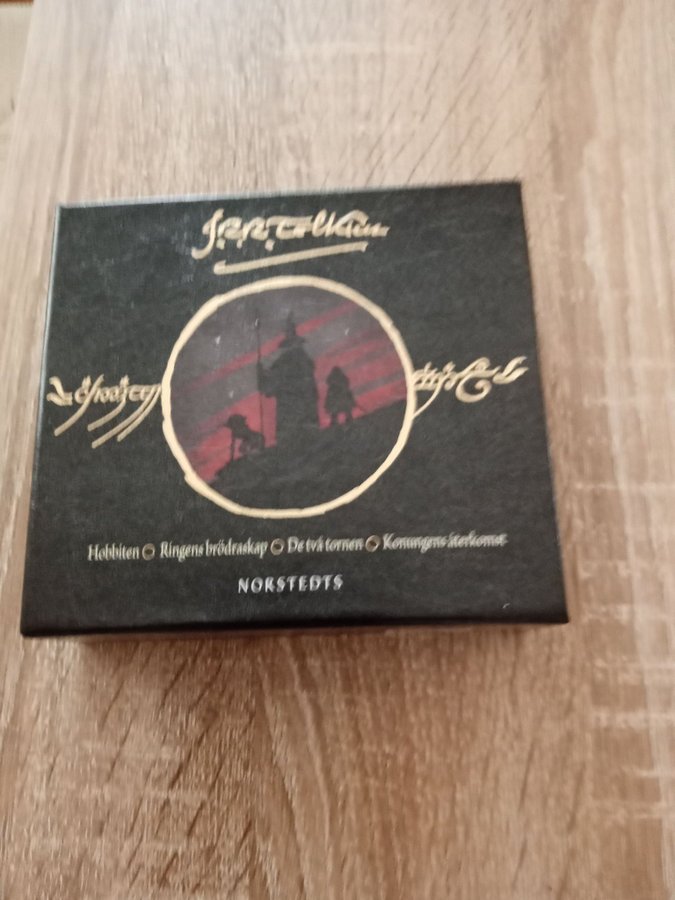 J.R.R. Tolkien
Hobbiten Ringens brödraskap De två tornen Konungens återkomst
NORSTEDTS